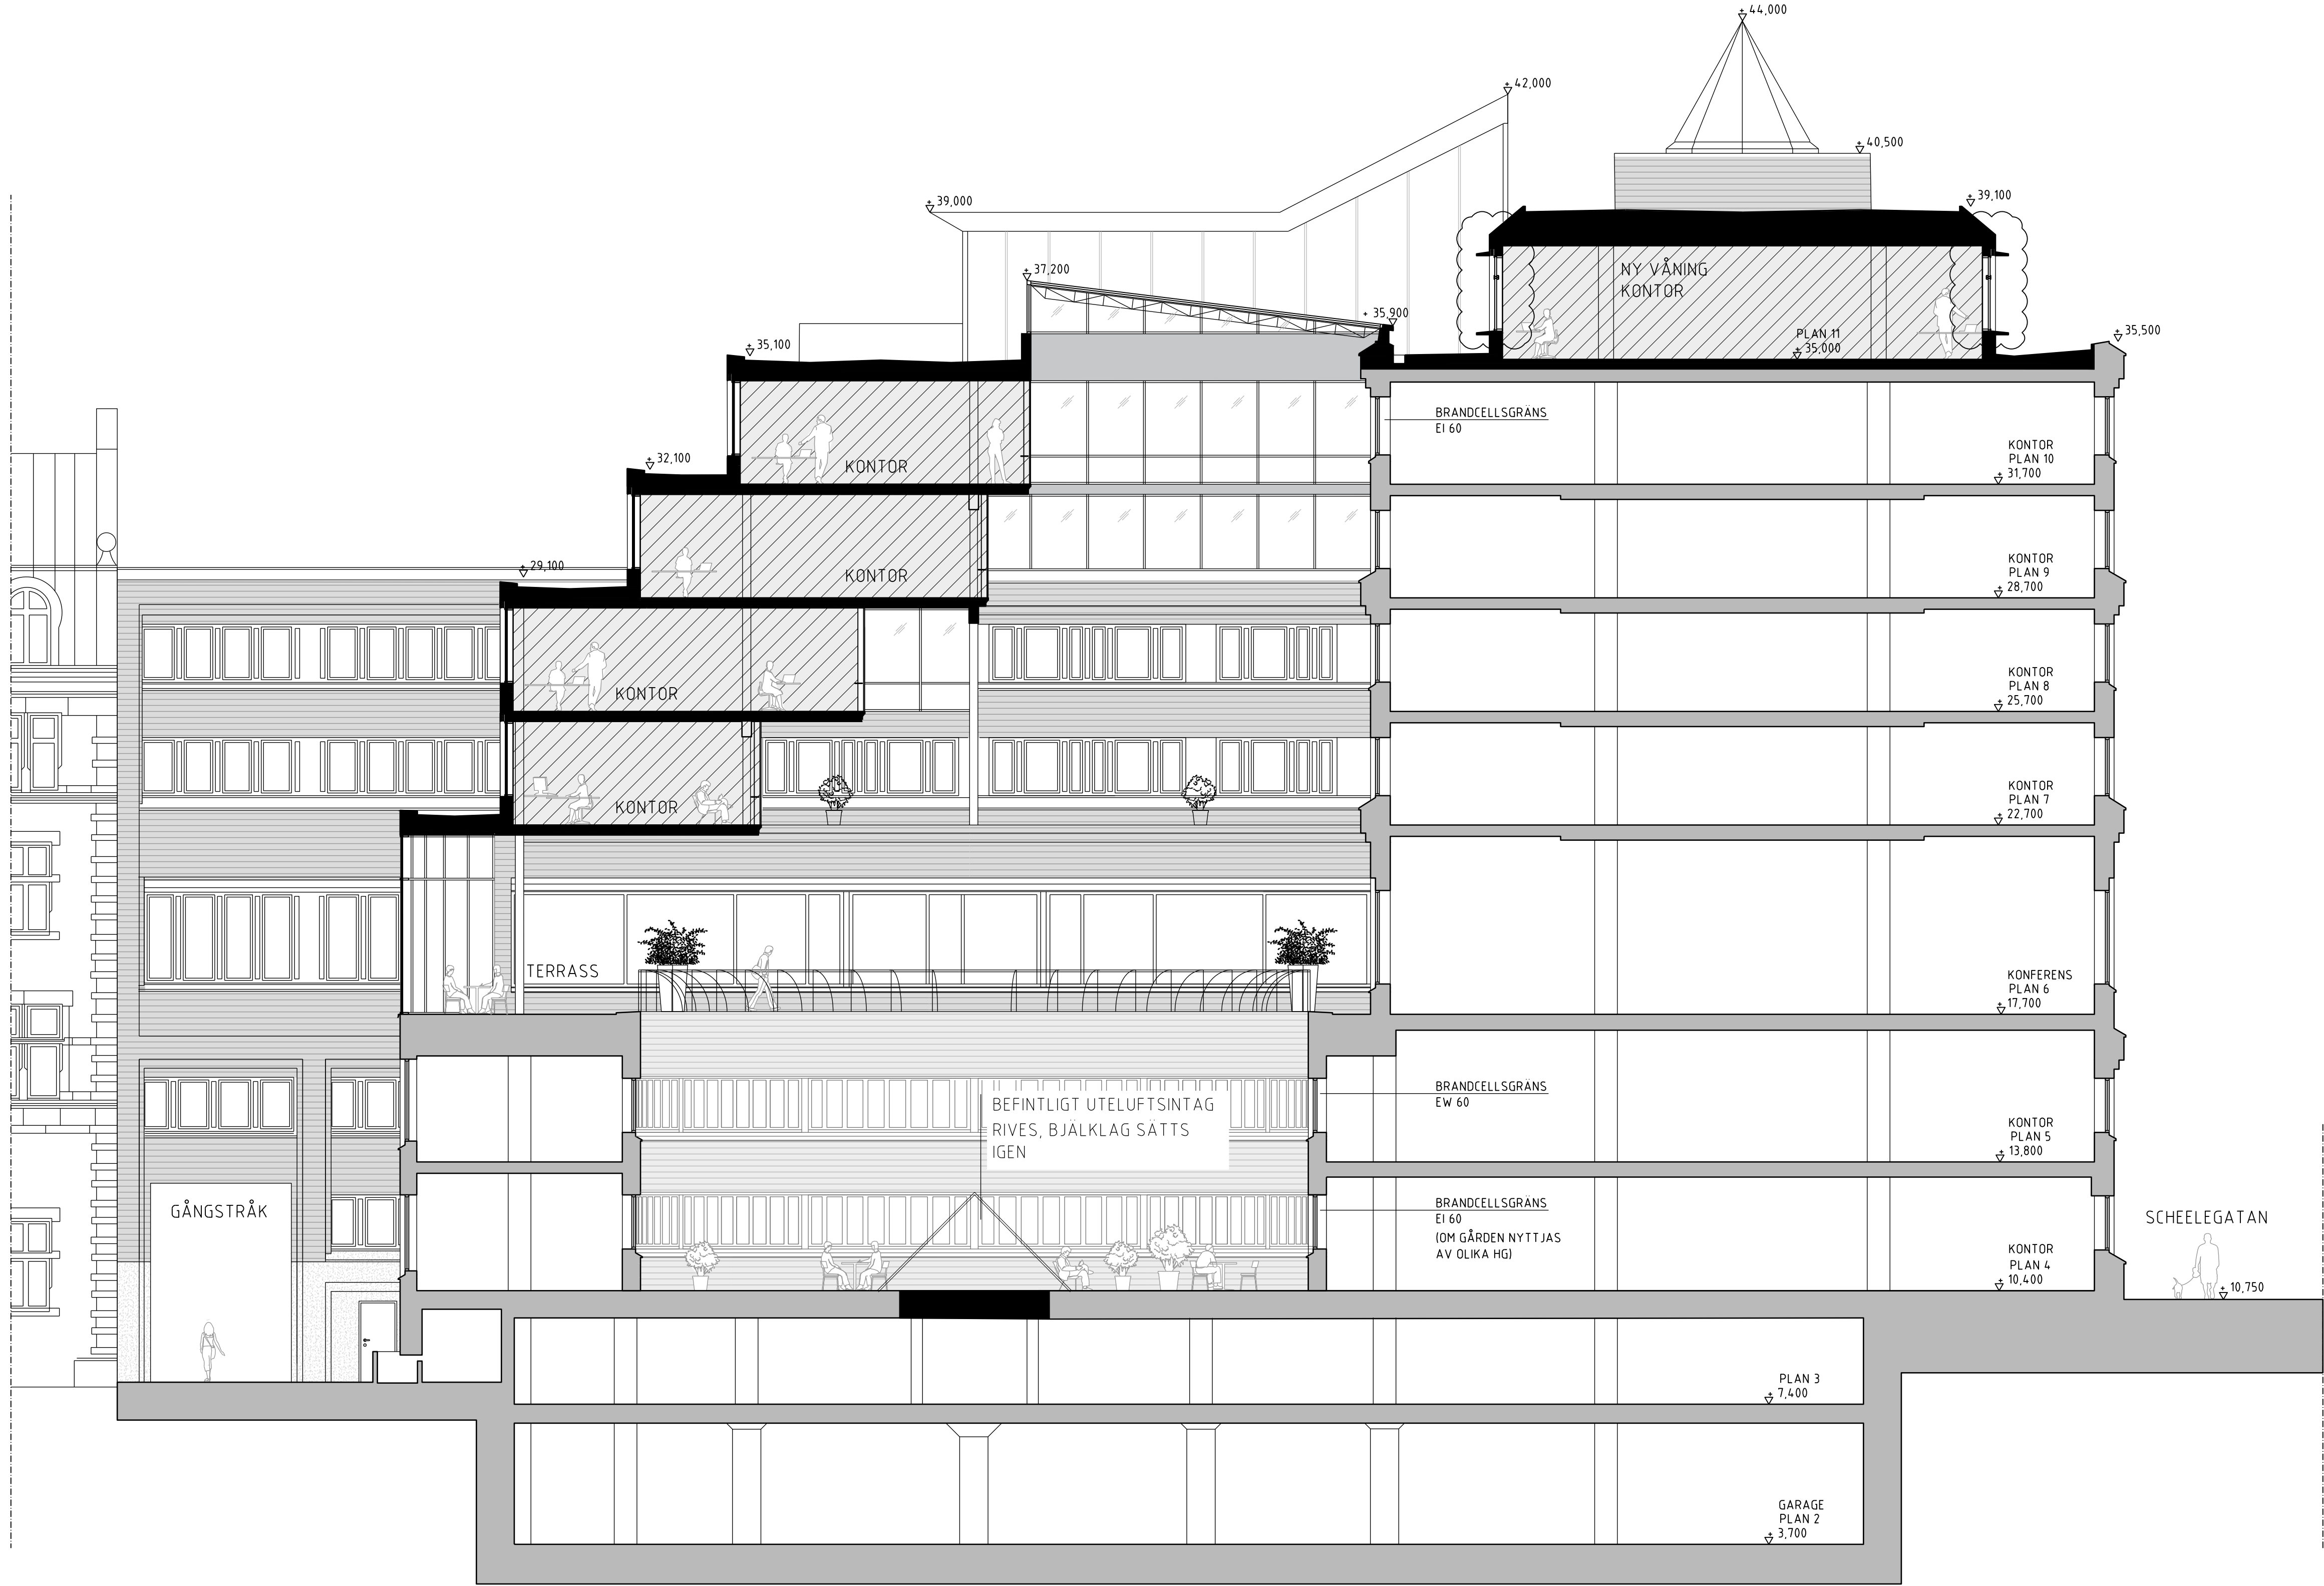 + 44,000
+ 42,000
+ 40,500
+ 39,100
+ 39,000
+ 37,200
NY VÅNING
KONTOR
+ 35,900
PLAN 11
+ 35,000
+ 35,500
+ 35,100
BRANDCELLSGRÄNS
EI 60
KONTOR
PLAN 10
+ 31,700
KONTOR
+ 32,100
KONTOR
KONTOR
PLAN 9
+ 28,700
+ 29,100
KONTOR
KONTOR
PLAN 8
+ 25,700
KONTOR
KONTOR
PLAN 7
+ 22,700
TERRASS
KONFERENS
PLAN 6
+ 17,700
BRANDCELLSGRÄNS
EW 60
BEFINTLIGT UTELUFTSINTAG
RIVES, BJÄLKLAG SÄTTS
IGEN
KONTOR
PLAN 5
+ 13,800
GÅNGSTRÅK
BRANDCELLSGRÄNS
EI 60
(OM GÅRDEN NYTTJAS
AV OLIKA HG)
KONTOR
PLAN 4
+ 10,400
SCHEELEGATAN
+ 10,750
PLAN 3
+ 7,400
GARAGE
PLAN 2
+ 3,700